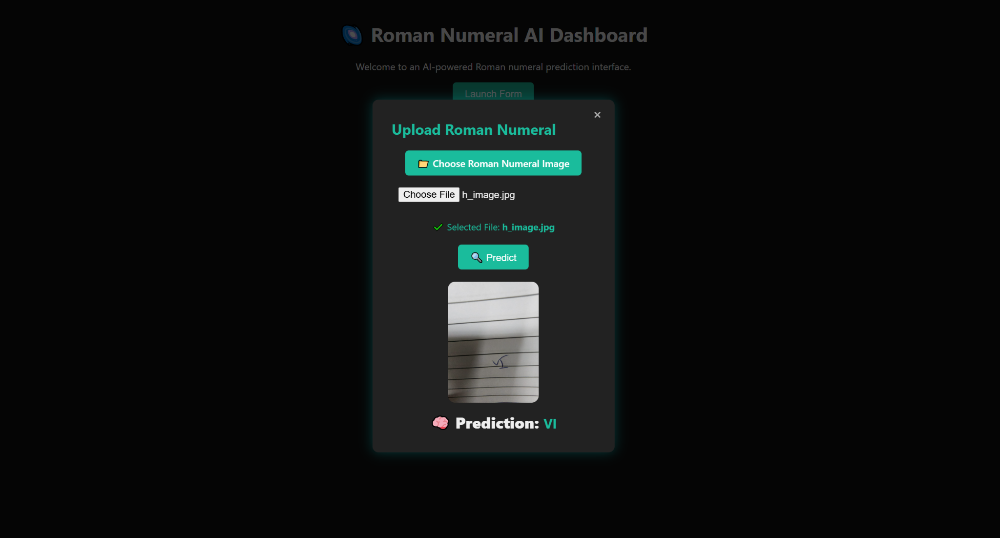 Roman Numeral AI Dashboard
Welcome to an AI-powered Roman numeral prediction interface.
Launch Form
×
Upload Roman Numeral
Choose Roman Numeral Image
Choose File h_image.jpg
Selected File: h_image.jpg
Predict
VI
Prediction: VI